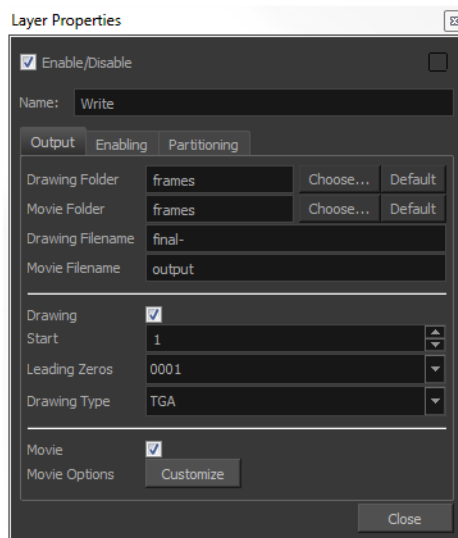 Layer Properties
Enable/Disable
Name: Write
Output Enabling Partitioning
Drawing Folder frames Choose... Default
Movie Folder frames Choose... Default
Drawing Filename final-
Movie Filename output
Drawing
Start 1
Leading Zeros 0001
Drawing Type TGA
Movie
Movie Options Customize
Close